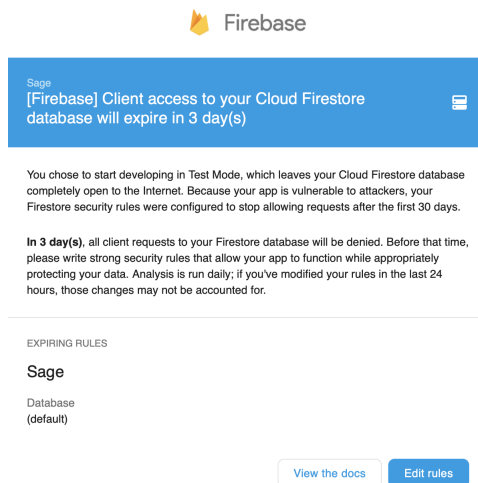 Firebase
Sage
[Firebase] Client access to your Cloud Firestore
database will expire in 3 day(s)
You chose to start developing in Test Mode, which leaves your Cloud Firestore database
completely open to the Internet. Because your app is vulnerable to attackers, your
Firestore security rules were configured to stop allowing requests after the first 30 days.
In 3 day(s), all client requests to your Firestore database will be denied. Before that time,
please write strong security rules that allow your app to function while appropriately
protecting your data. Analysis is run daily; if you've modified your rules in the last 24
hours, those changes may not be accounted for.
EXPIRING RULES
Sage
Database
(default)
View the docs
Edit rules